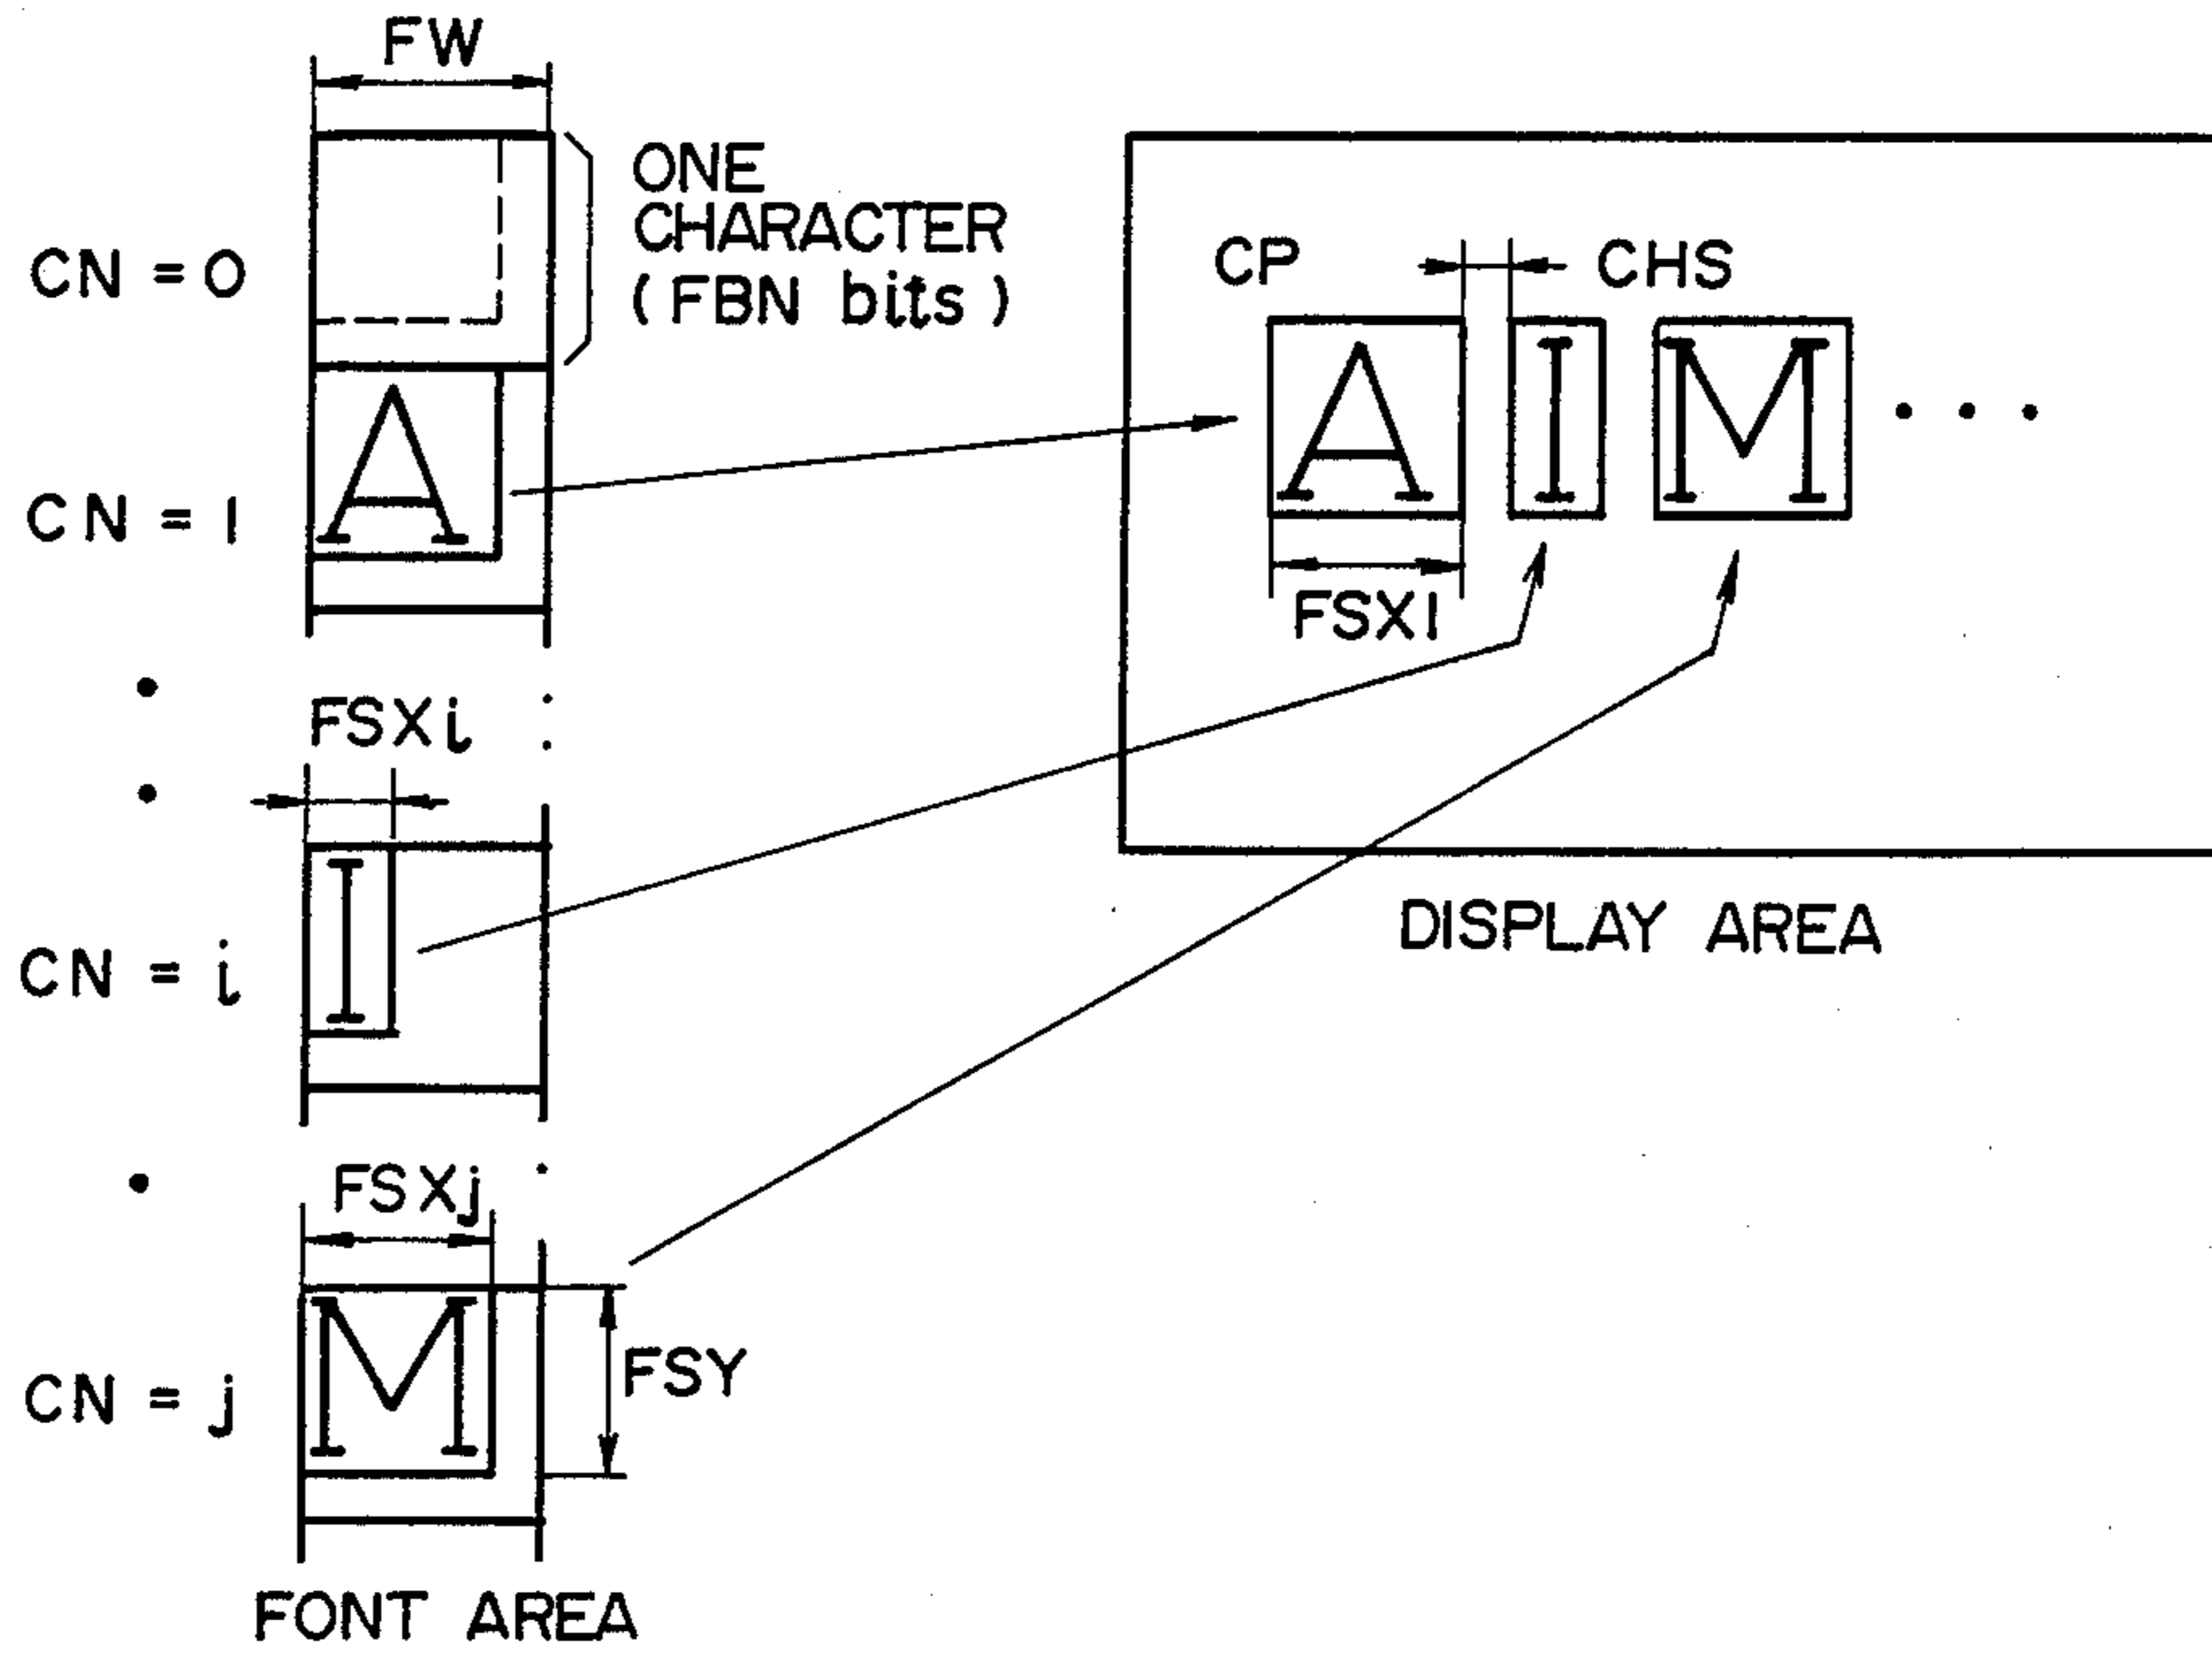 FW
ONE
CHARACTER
(FBN bits)
CN = 0
CP
CHS
A
I
M
• • •
A
CN = 1
FSX1
FSXi
I
CN = i
DISPLAY AREA
FSXj
M
FSY
CN = j
FONT AREA